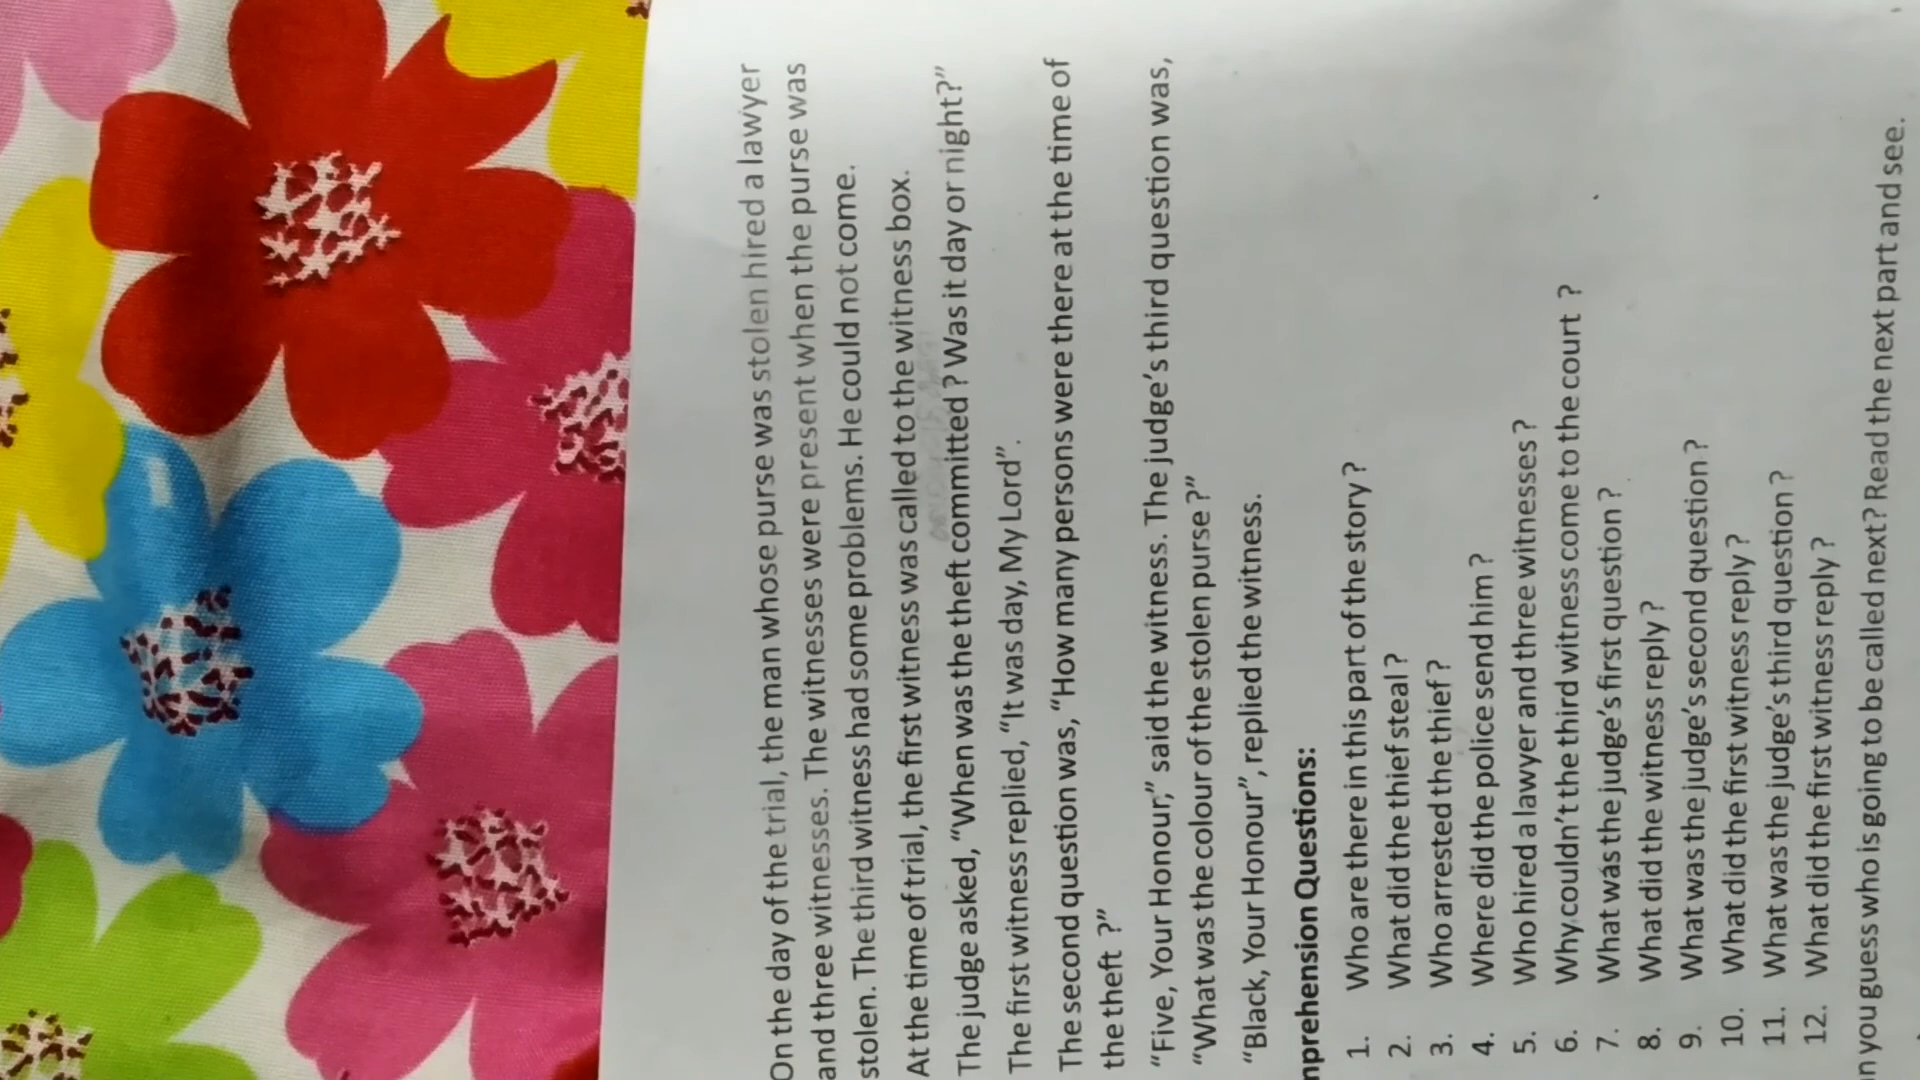 On the day of the trial, the man whose purse was stolen hired a lawyer
and three witnesses. The witnesses were present when the purse was
stolen. The third witness had some problems. He could not come.
At the time of trial, the first witness was called to the witness box.
The judge asked, “When was the theft committed ? Was it day or night?”
The first witness replied, “It was day, My Lord”.
The second question was, “How many persons were there at the time of
the theft ?”
“Five, Your Honour,” said the witness. The judge’s third question was,
“What was the colour of the stolen purse ?”
“Black, Your Honour”, replied the witness.
nprehension Questions:
1. Who are there in this part of the story ?
2. What did the thief steal ?
3. Who arrested the thief ?
4. Where did the police send him ?
5. Who hired a lawyer and three witnesses ?
6. Why couldn’t the third witness come to the court ?
7. What was the judge’s first question ?
8. What did the witness reply ?
9. What was the judge’s second question ?
10. What did the first witness reply ?
11. What was the judge’s third question ?
12. What did the first witness reply ?
n you guess who is going to be called next? Read the next part and see.